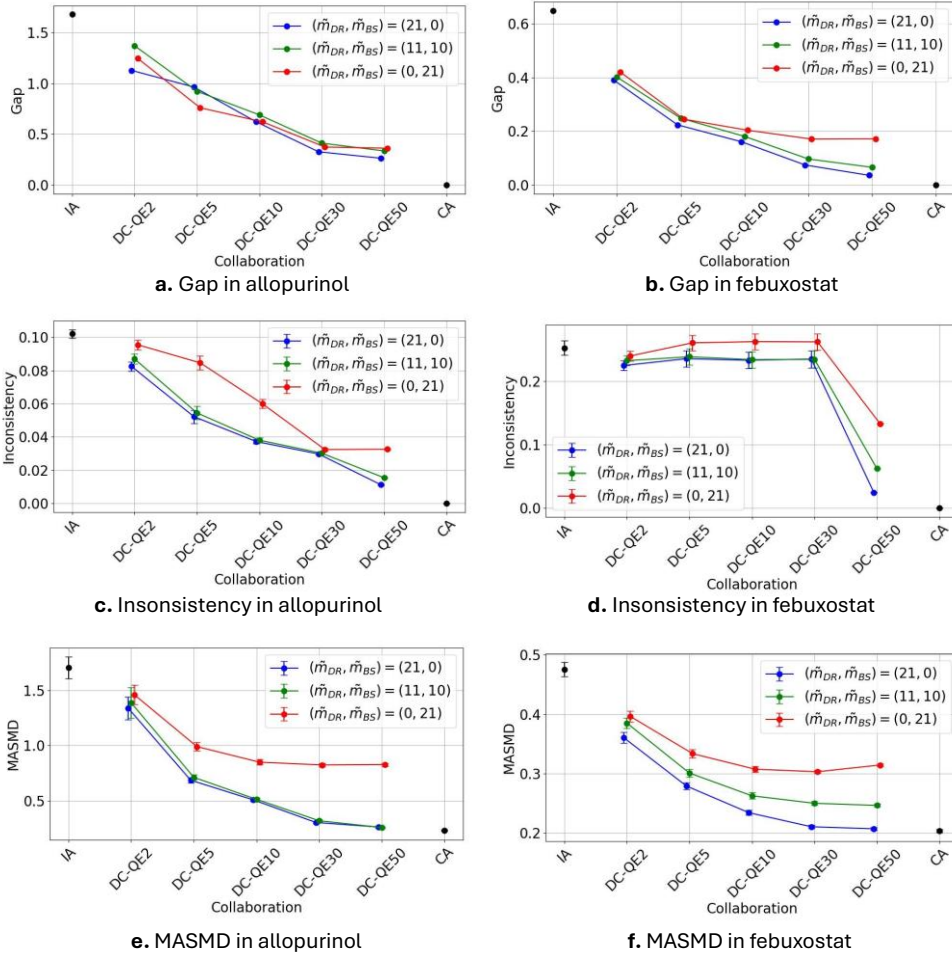 1.5
1.0
0.5
0.0
Gap
(m̃DR, m̃BS) = (21, 0)
(m̃DR, m̃BS) = (11, 10)
(m̃DR, m̃BS) = (0, 21)
IA
DC-QE2
DC-QE5
DC-QE10
DC-QE30
DC-QE50
CA
Collaboration
a. Gap in allopurinol
0.6
0.4
0.2
0.0
Gap
(m̃DR, m̃BS) = (21, 0)
(m̃DR, m̃BS) = (11, 10)
(m̃DR, m̃BS) = (0, 21)
IA
DC-QE2
DC-QE5
DC-QE10
DC-QE30
DC-QE50
CA
Collaboration
b. Gap in febuxostat
0.10
0.08
0.06
0.04
0.02
0.00
Inconsistency
(m̃DR, m̃BS) = (21, 0)
(m̃DR, m̃BS) = (11, 10)
(m̃DR, m̃BS) = (0, 21)
IA
DC-QE2
DC-QE5
DC-QE10
DC-QE30
DC-QE50
CA
Collaboration
c. Insonsistency in allopurinol
0.2
0.1
0.0
Inconsistency
(m̃DR, m̃BS) = (21, 0)
(m̃DR, m̃BS) = (11, 10)
(m̃DR, m̃BS) = (0, 21)
IA
DC-QE2
DC-QE5
DC-QE10
DC-QE30
DC-QE50
CA
Collaboration
d. Insonsistency in febuxostat
1.5
1.0
0.5
MASMD
(m̃DR, m̃BS) = (21, 0)
(m̃DR, m̃BS) = (11, 10)
(m̃DR, m̃BS) = (0, 21)
IA
DC-QE2
DC-QE5
DC-QE10
DC-QE30
DC-QE50
CA
Collaboration
e. MASMD in allopurinol
0.5
0.4
0.3
0.2
MASMD
(m̃DR, m̃BS) = (21, 0)
(m̃DR, m̃BS) = (11, 10)
(m̃DR, m̃BS) = (0, 21)
IA
DC-QE2
DC-QE5
DC-QE10
DC-QE30
DC-QE50
CA
Collaboration
f. MASMD in febuxostat